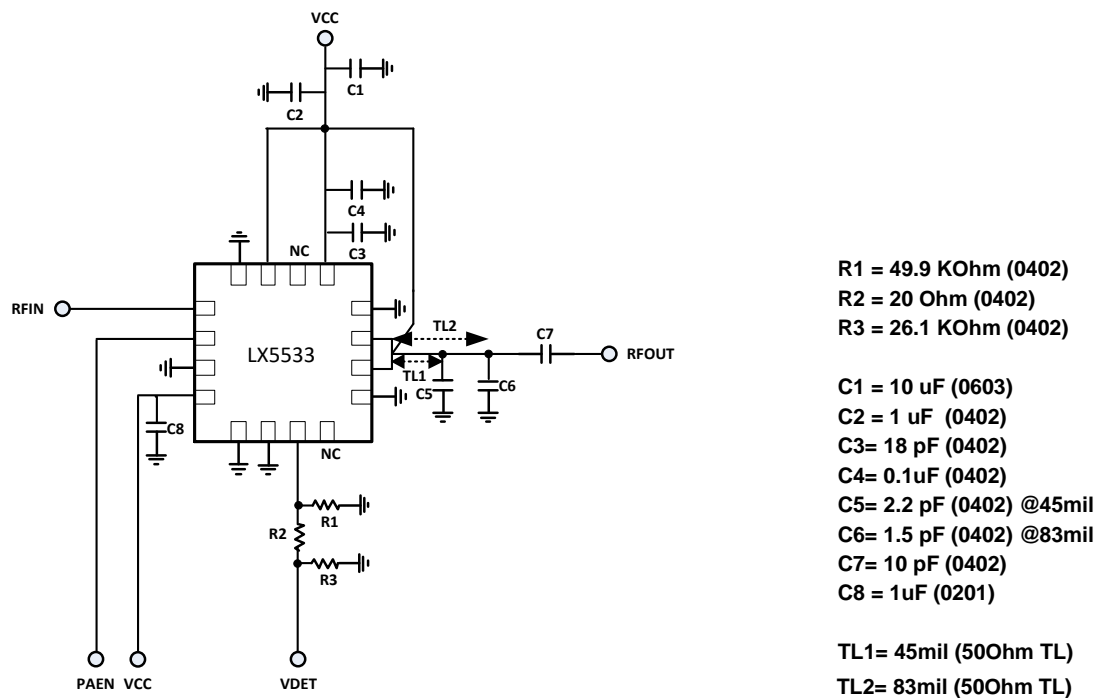 VCC
C1
C2
C4
NC
C3
RFIN
TL2
C7
LX5533
RFOUT
TL1
C5
C6
C8
NC
R1
R2
R3
PAEN VCC
VDET
R1 = 49.9 KOhm (0402)
R2 = 20 Ohm (0402)
R3 = 26.1 KOhm (0402)
C1 = 10 uF (0603)
C2 = 1 uF (0402)
C3= 18 pF (0402)
C4= 0.1uF (0402)
C5= 2.2 pF (0402) @45mil
C6= 1.5 pF (0402) @83mil
C7= 10 pF (0402)
C8 = 1uF (0201)
TL1= 45mil (50Ohm TL)
TL2= 83mil (50Ohm TL)